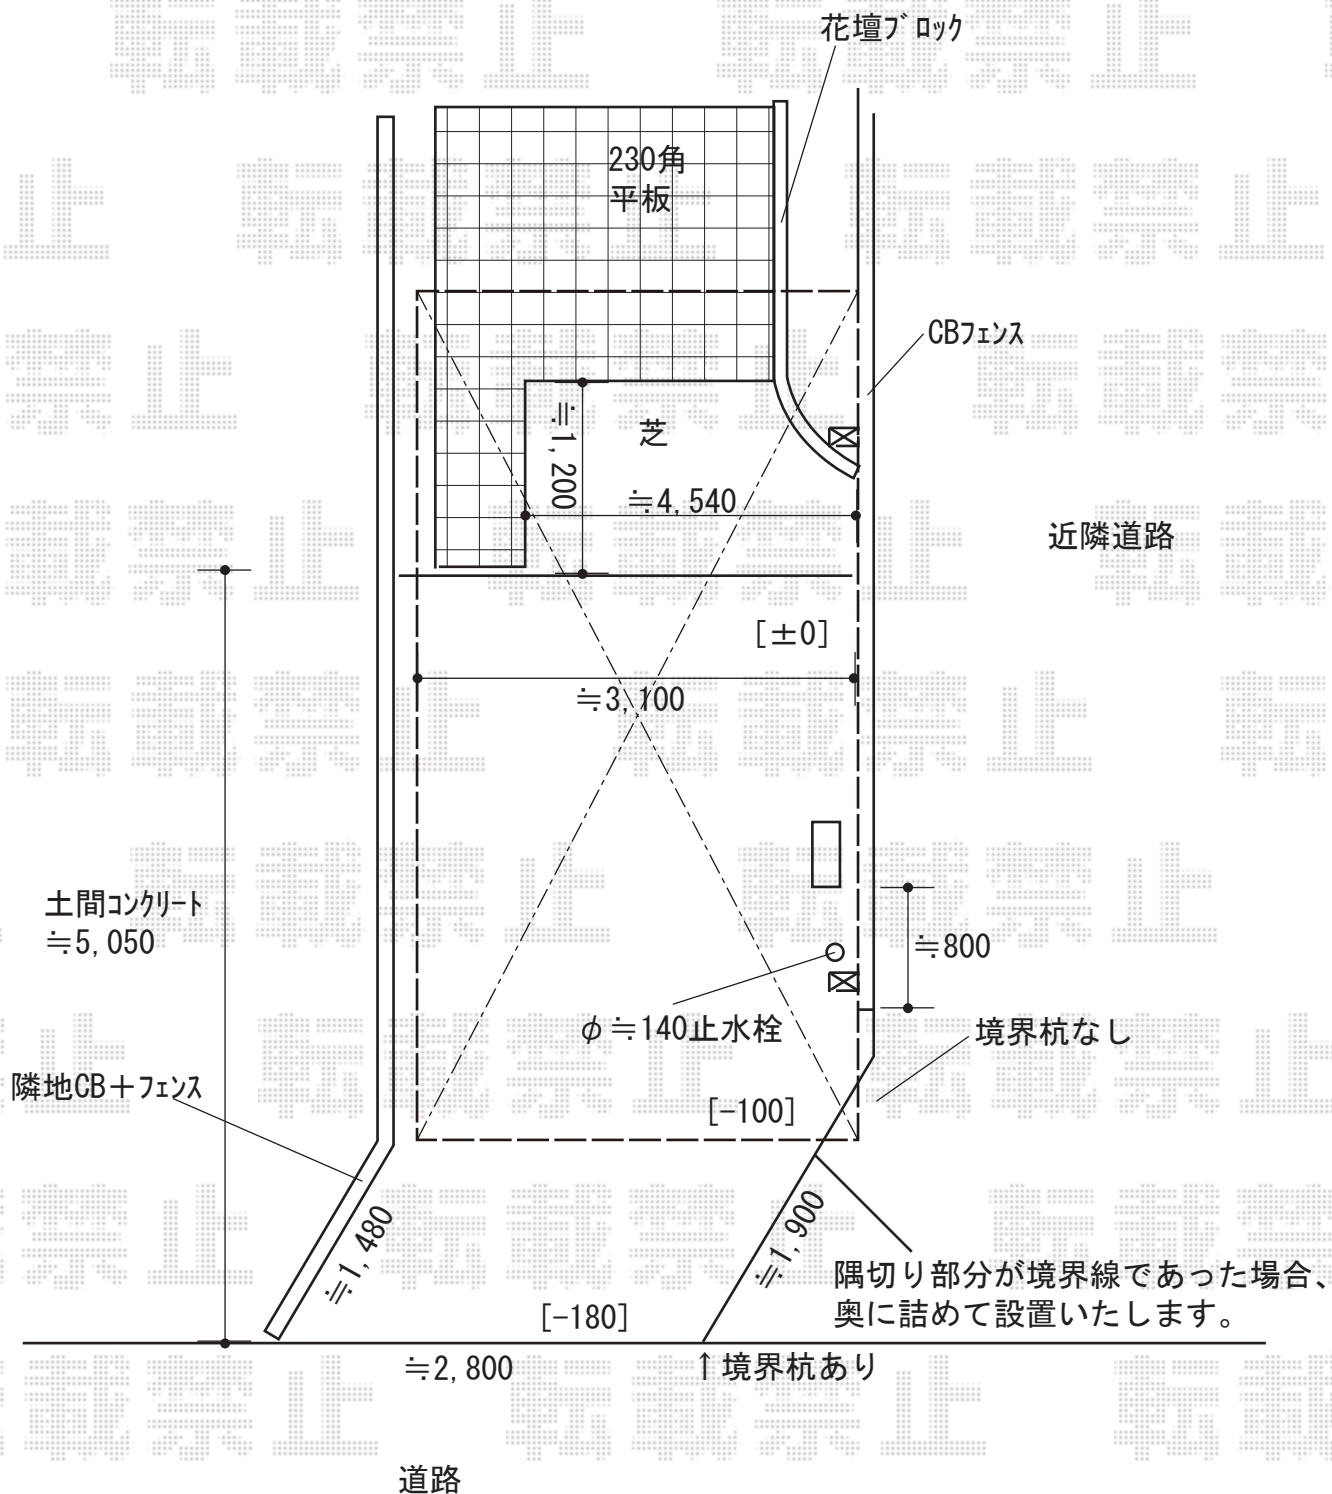 花壇ﾌﾞﾛｯｸ
230角
平板
CBﾌｪﾝｽ
≒1,200
芝
≒4,540
近隣道路
[±0]
≒3,100
土間ｺﾝｸﾘｰﾄ
≒5,050
≒800
φ≒140止水栓
境界杭なし
隣地CB＋ﾌｪﾝｽ
[-100]
≒1,480
≒1,900
隅切り部分が境界線であった場合、
奥に詰めて設置いたします。
[-180]
≒2,800
↑境界杭あり
道路
転載禁止